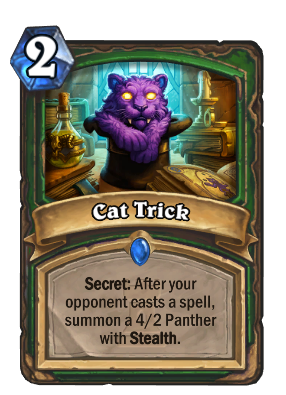 2
Cat Trick
Secret: After your
opponent casts a spell,
summon a 4/2 Panther
with Stealth.